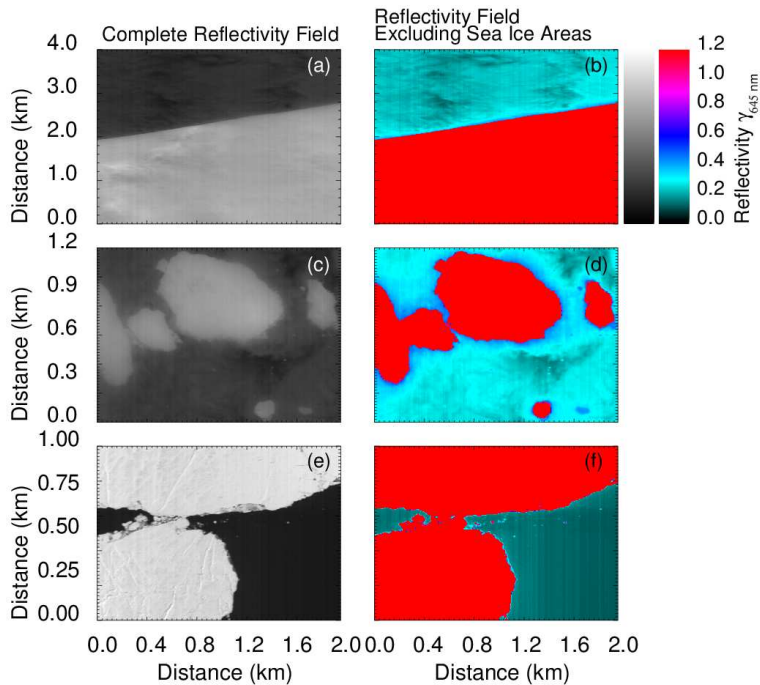 Complete Reflectivity Field
Reflectivity Field
Excluding Sea Ice Areas
4.0
3.0
2.0
1.0
0.0
Distance (km)
(a)
(b)
1.2
1.0
0.8
0.6
0.4
0.2
0.0
Reflectivity γ645 nm
1.2
0.9
0.6
0.3
0.0
Distance (km)
(c)
(d)
1.00
0.75
0.50
0.25
0.00
Distance (km)
(e)
(f)
0.0 0.4 0.8 1.2 1.6 2.0
0.0 0.4 0.8 1.2 1.6 2.0
Distance (km)
Distance (km)